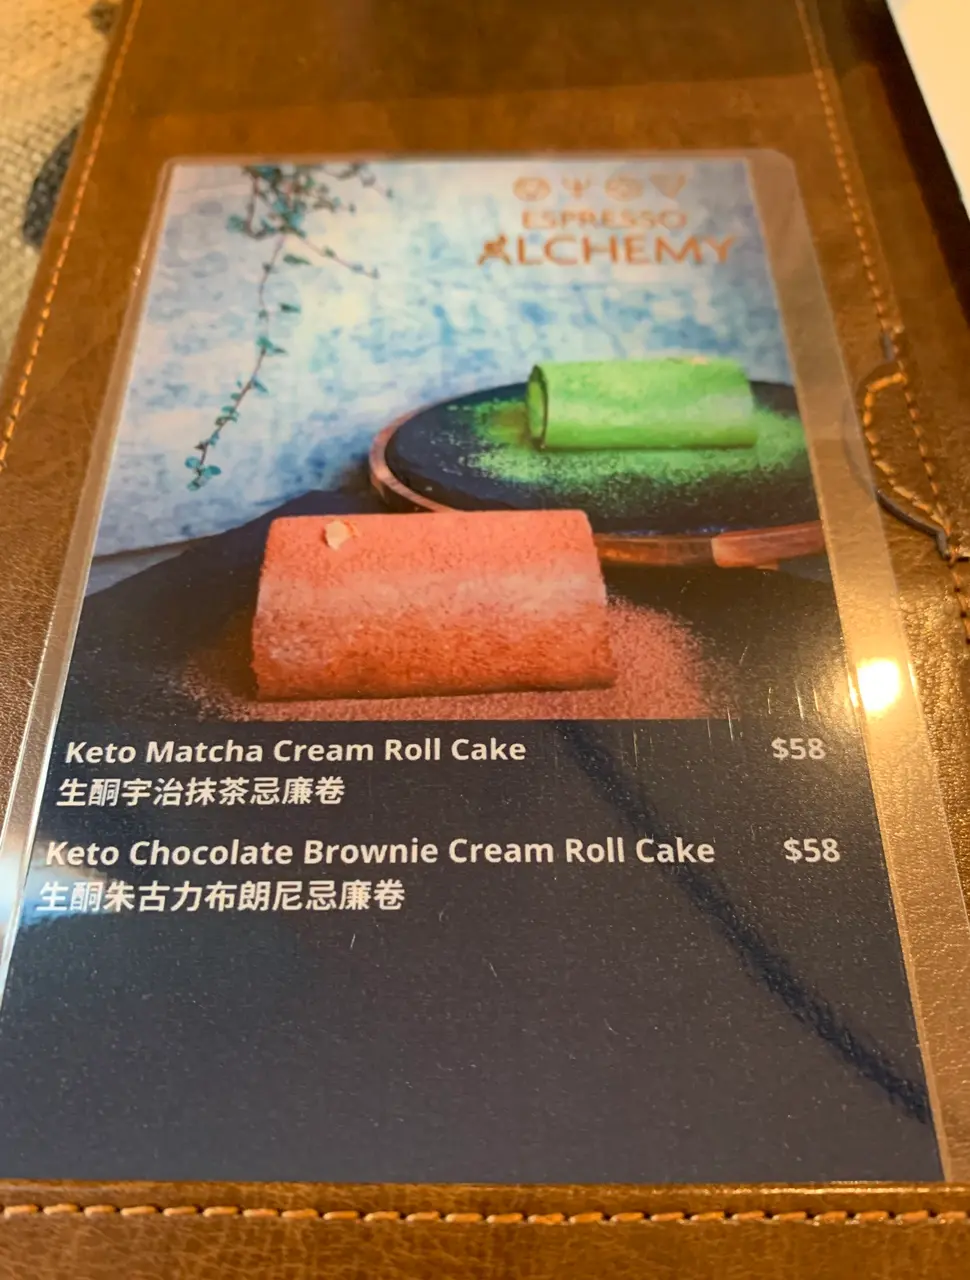 ESPRESSO
ALCHEMY
Keto Matcha Cream Roll Cake $58
生酮宇治抹茶忌廉卷
Keto Chocolate Brownie Cream Roll Cake $58
生酮朱古力布朗尼忌廉卷